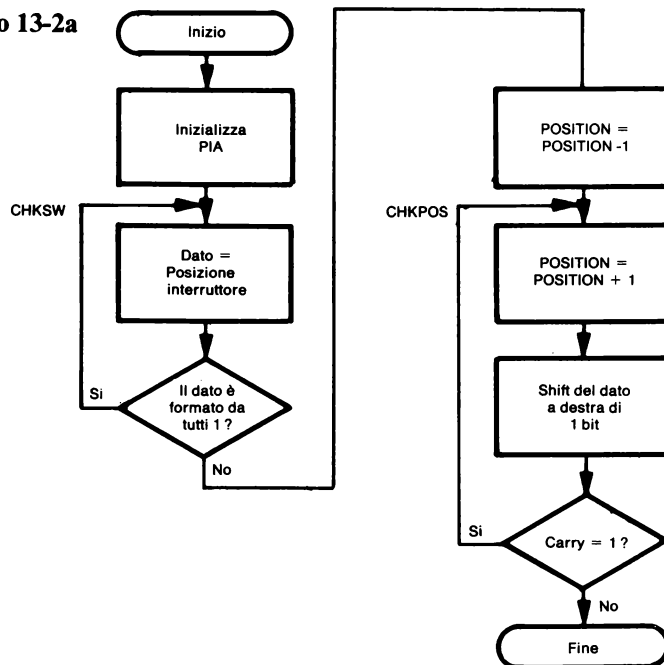 o 13-2a
Inizio
Inizializza
PIA
CHKSW
Dato =
Posizione
interruttore
Si
Il dato è
formato da
tutti 1 ?
No
POSITION =
POSITION -1
CHKPOS
POSITION =
POSITION + 1
Shift del dato
a destra di
1 bit
Si
Carry = 1 ?
No
Fine